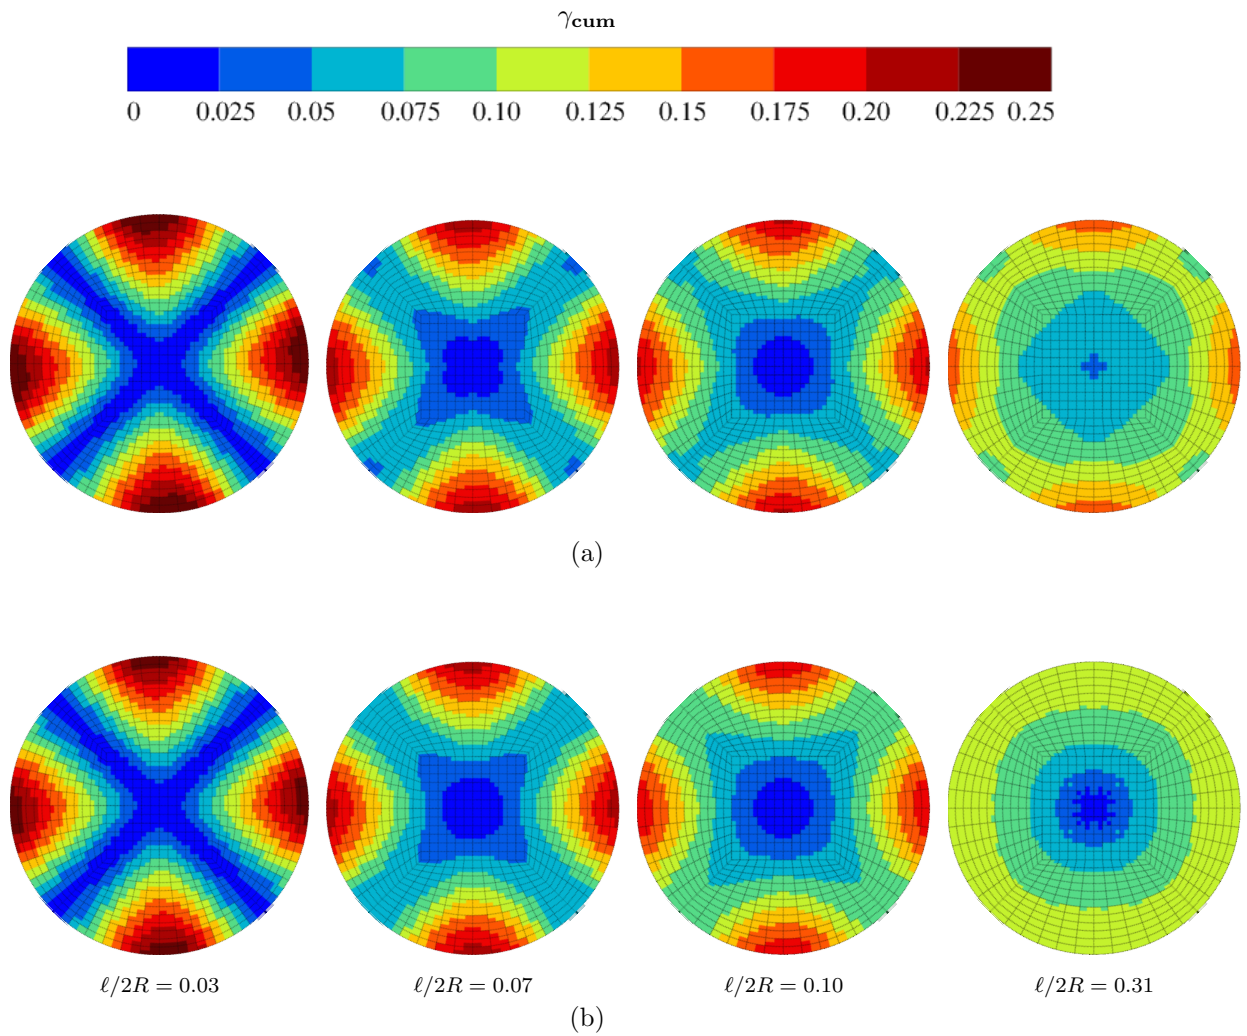 γcum
0 0.025 0.05 0.075 0.10 0.125 0.15 0.175 0.20 0.225 0.25
(a)
ℓ/2R = 0.03 ℓ/2R = 0.07 ℓ/2R = 0.10 ℓ/2R = 0.31
(b)